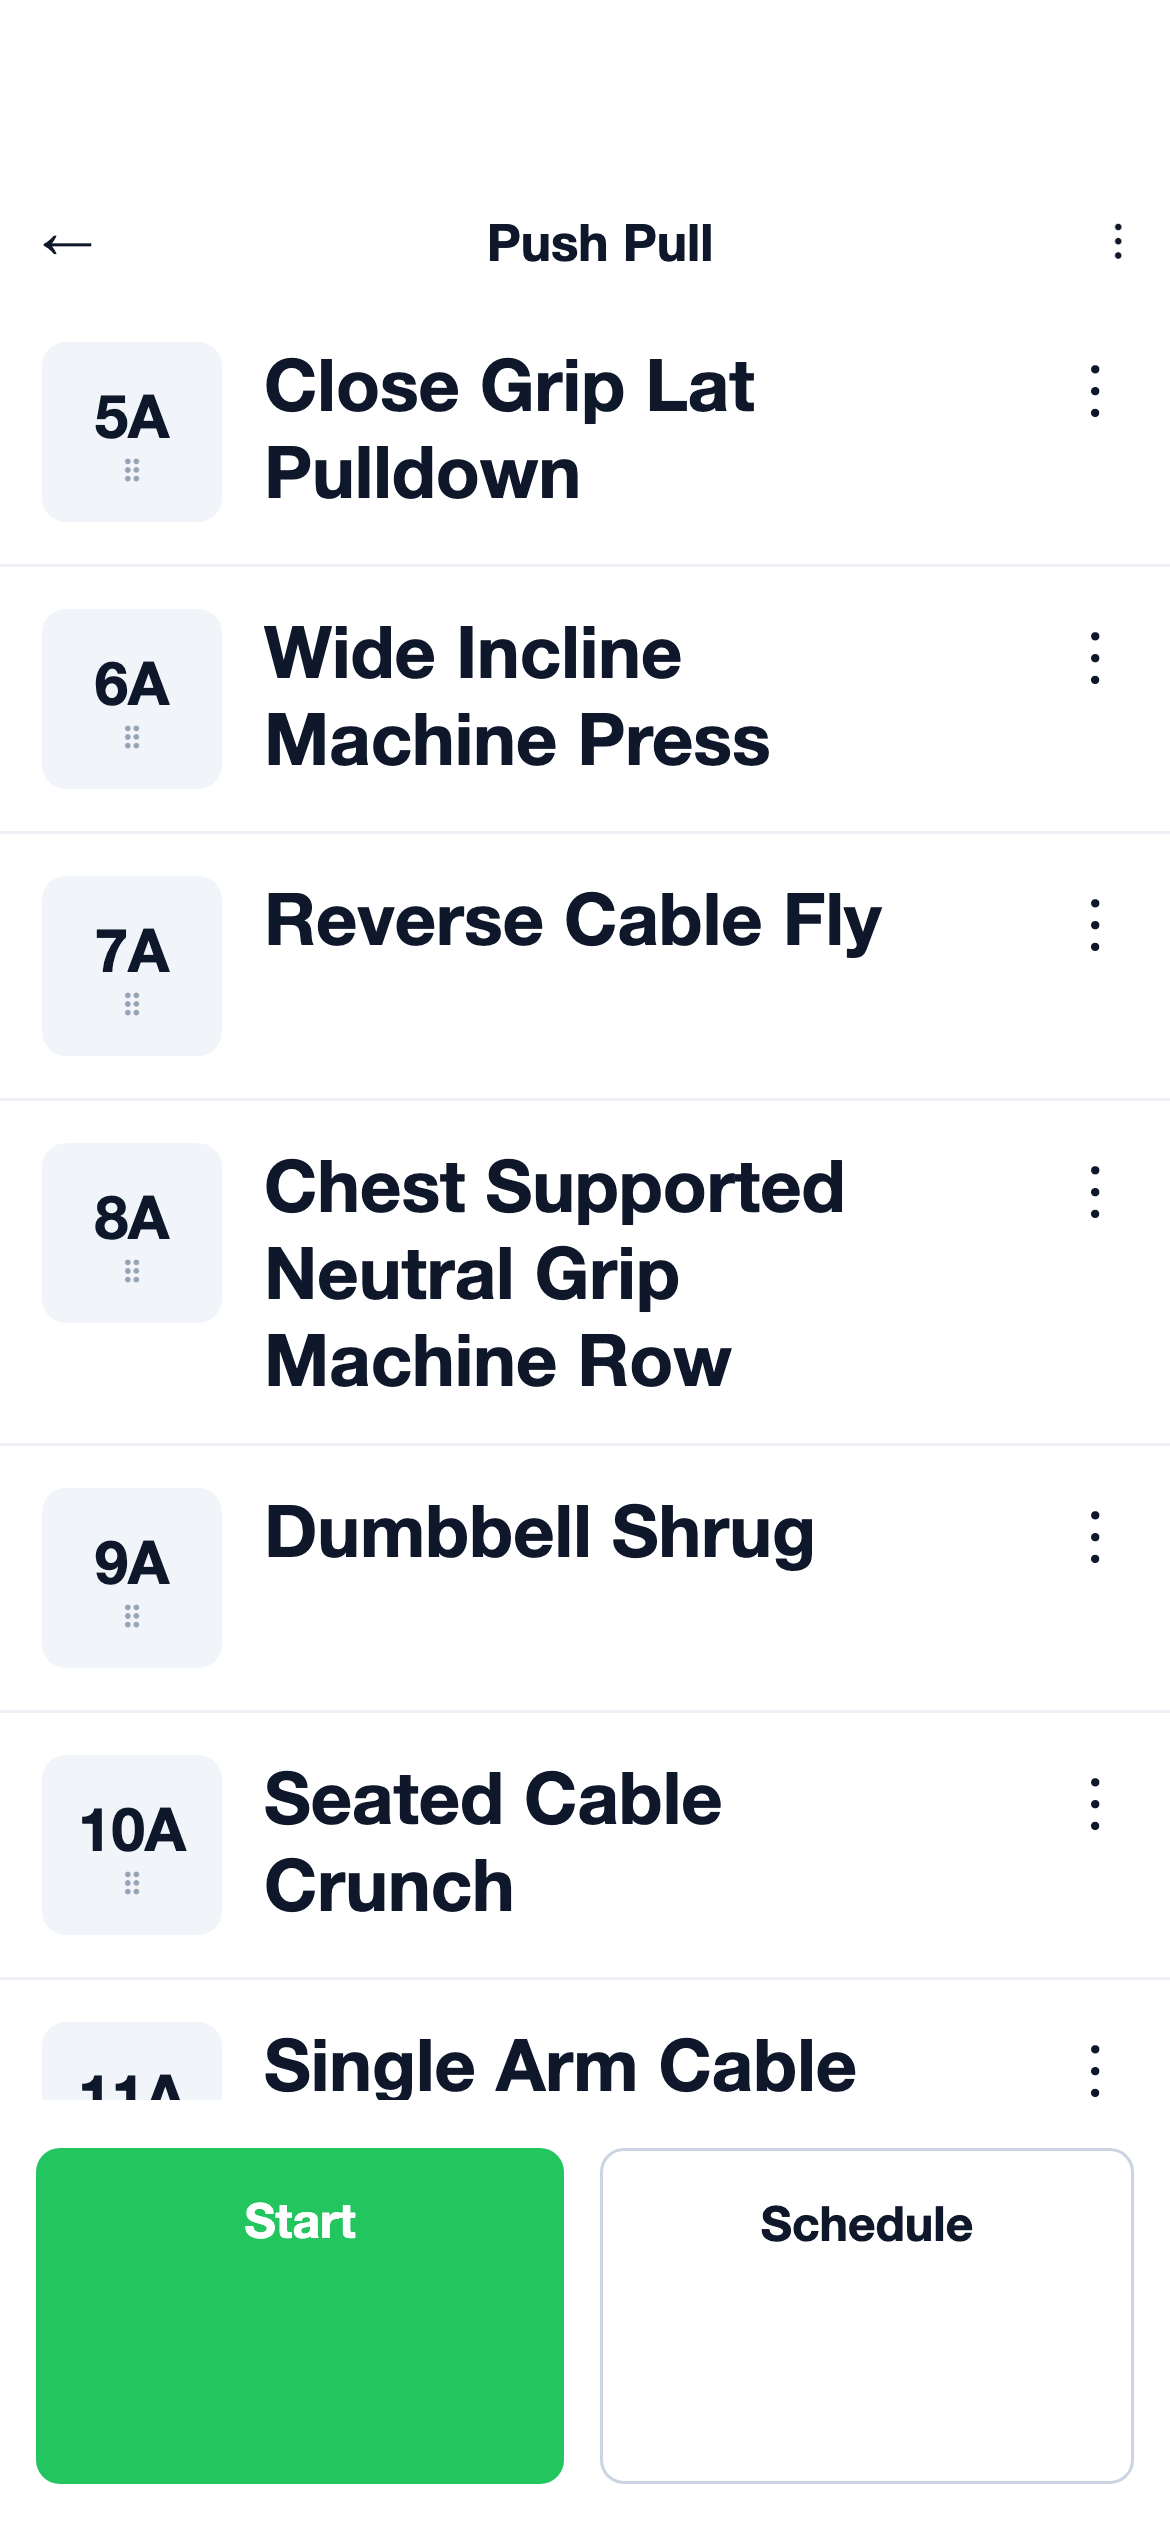 Push Pull
5A
Close Grip Lat
Pulldown
6A
Wide Incline
Machine Press
7A
Reverse Cable Fly
8A
Chest Supported
Neutral Grip
Machine Row
9A
Dumbbell Shrug
10A
Seated Cable
Crunch
11A
Single Arm Cable
Start
Schedule